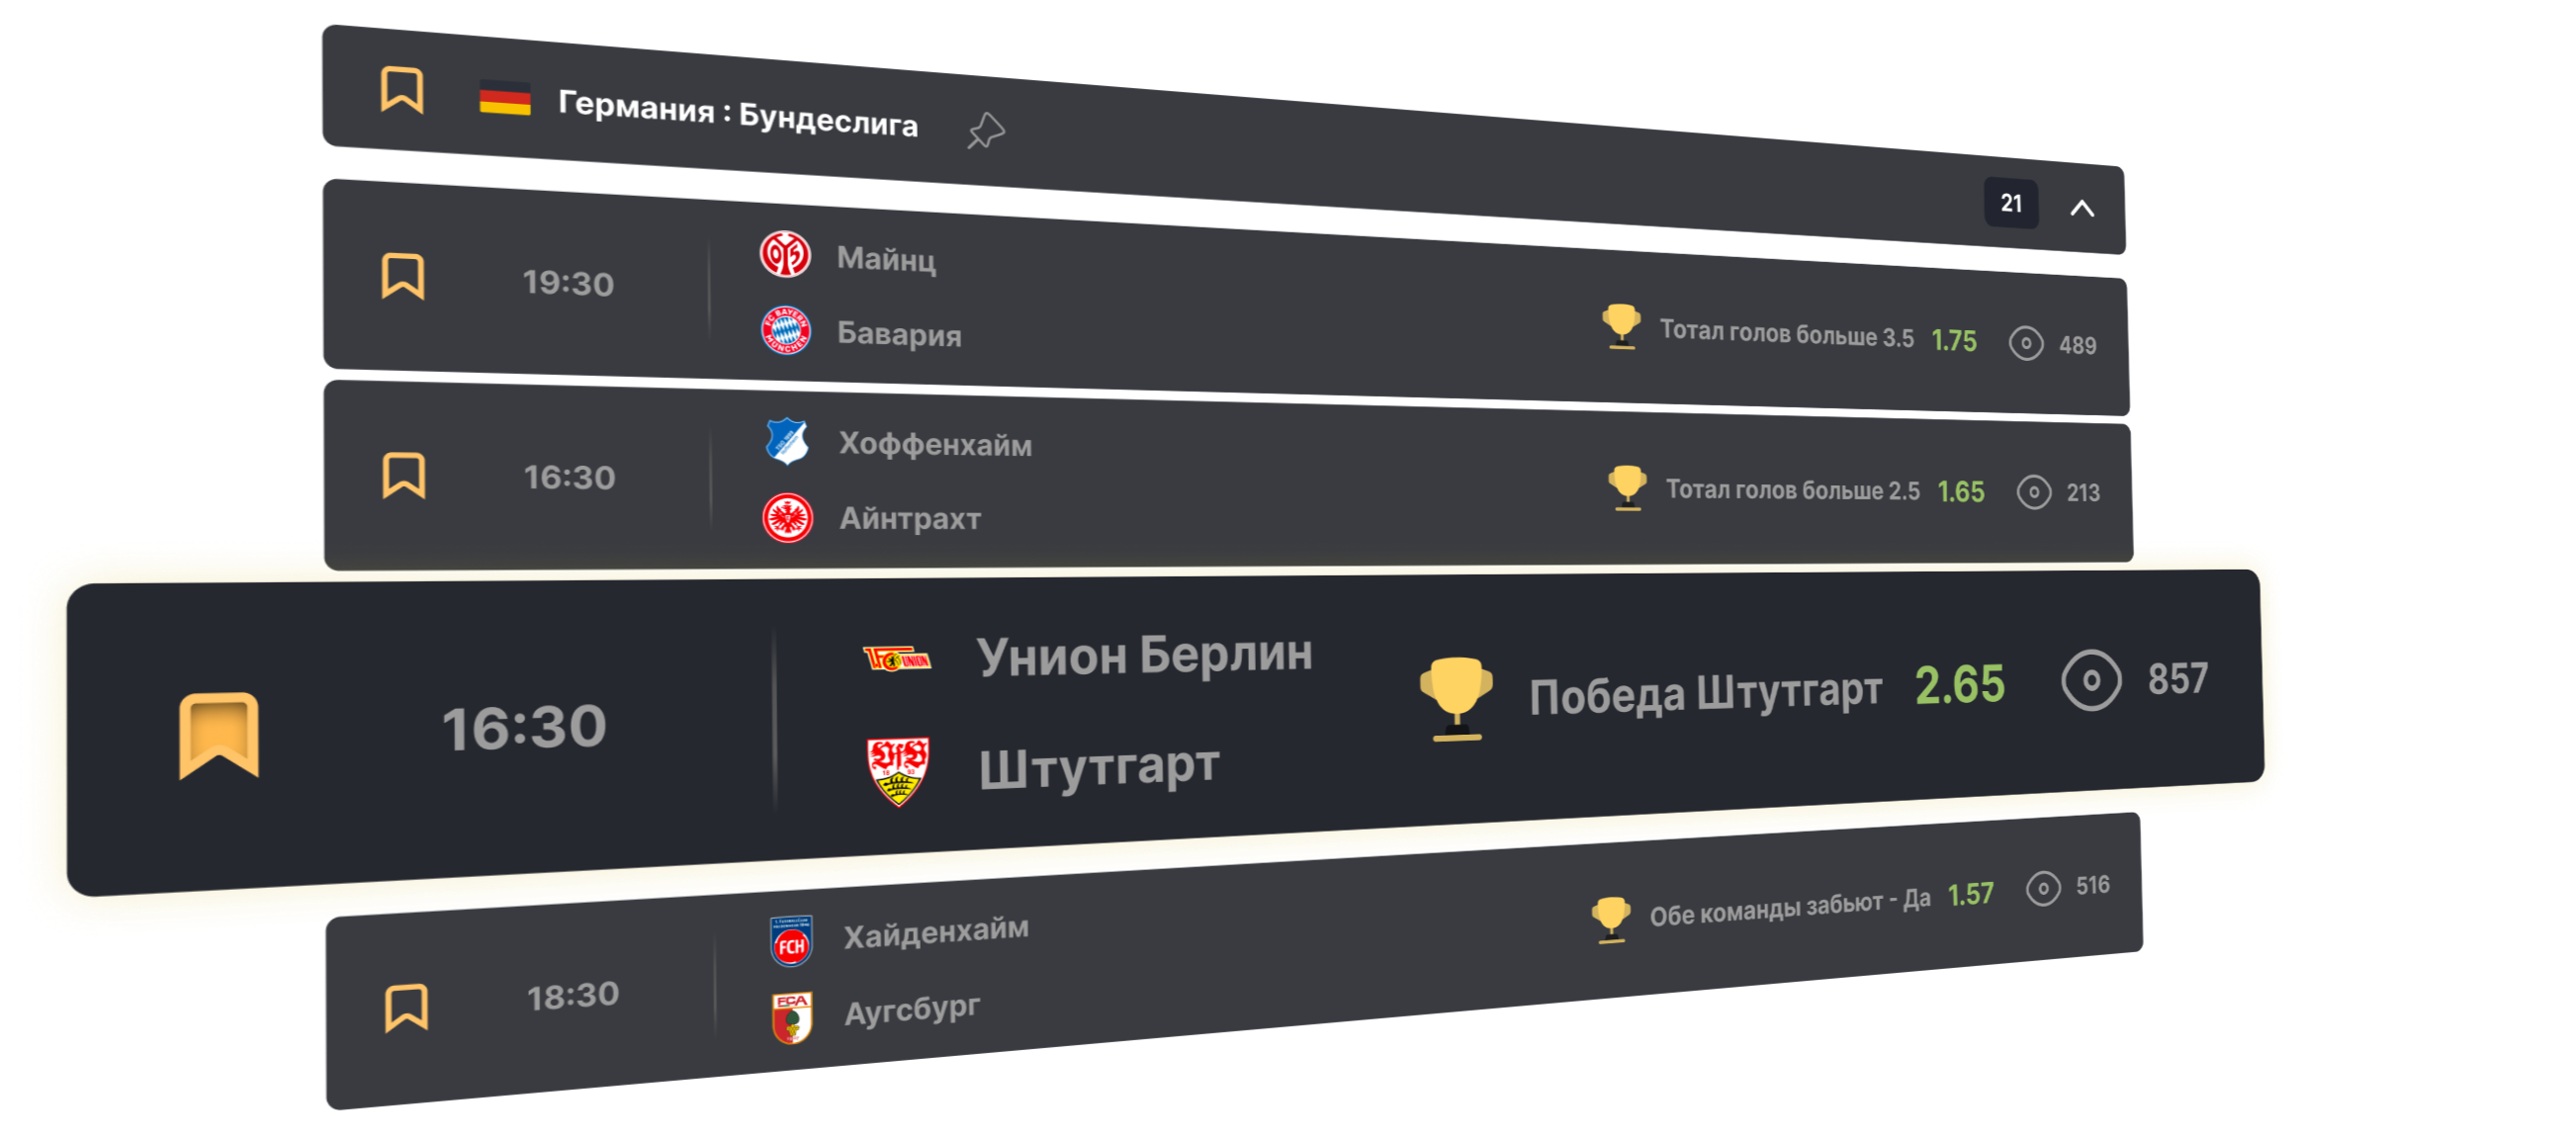 Германия : Бундеслига
21
19:30
Майнц
Бавария
Тотал голов больше 3.5 1.75 489
16:30
Хоффенхайм
Айнтрахт
Тотал голов больше 2.5 1.65 213
16:30
Унион Берлин
Штутгарт
Победа Штутгарт 2.65 857
18:30
Хайденхайм
Аугсбург
Обе команды забьют - Да 1.57 516